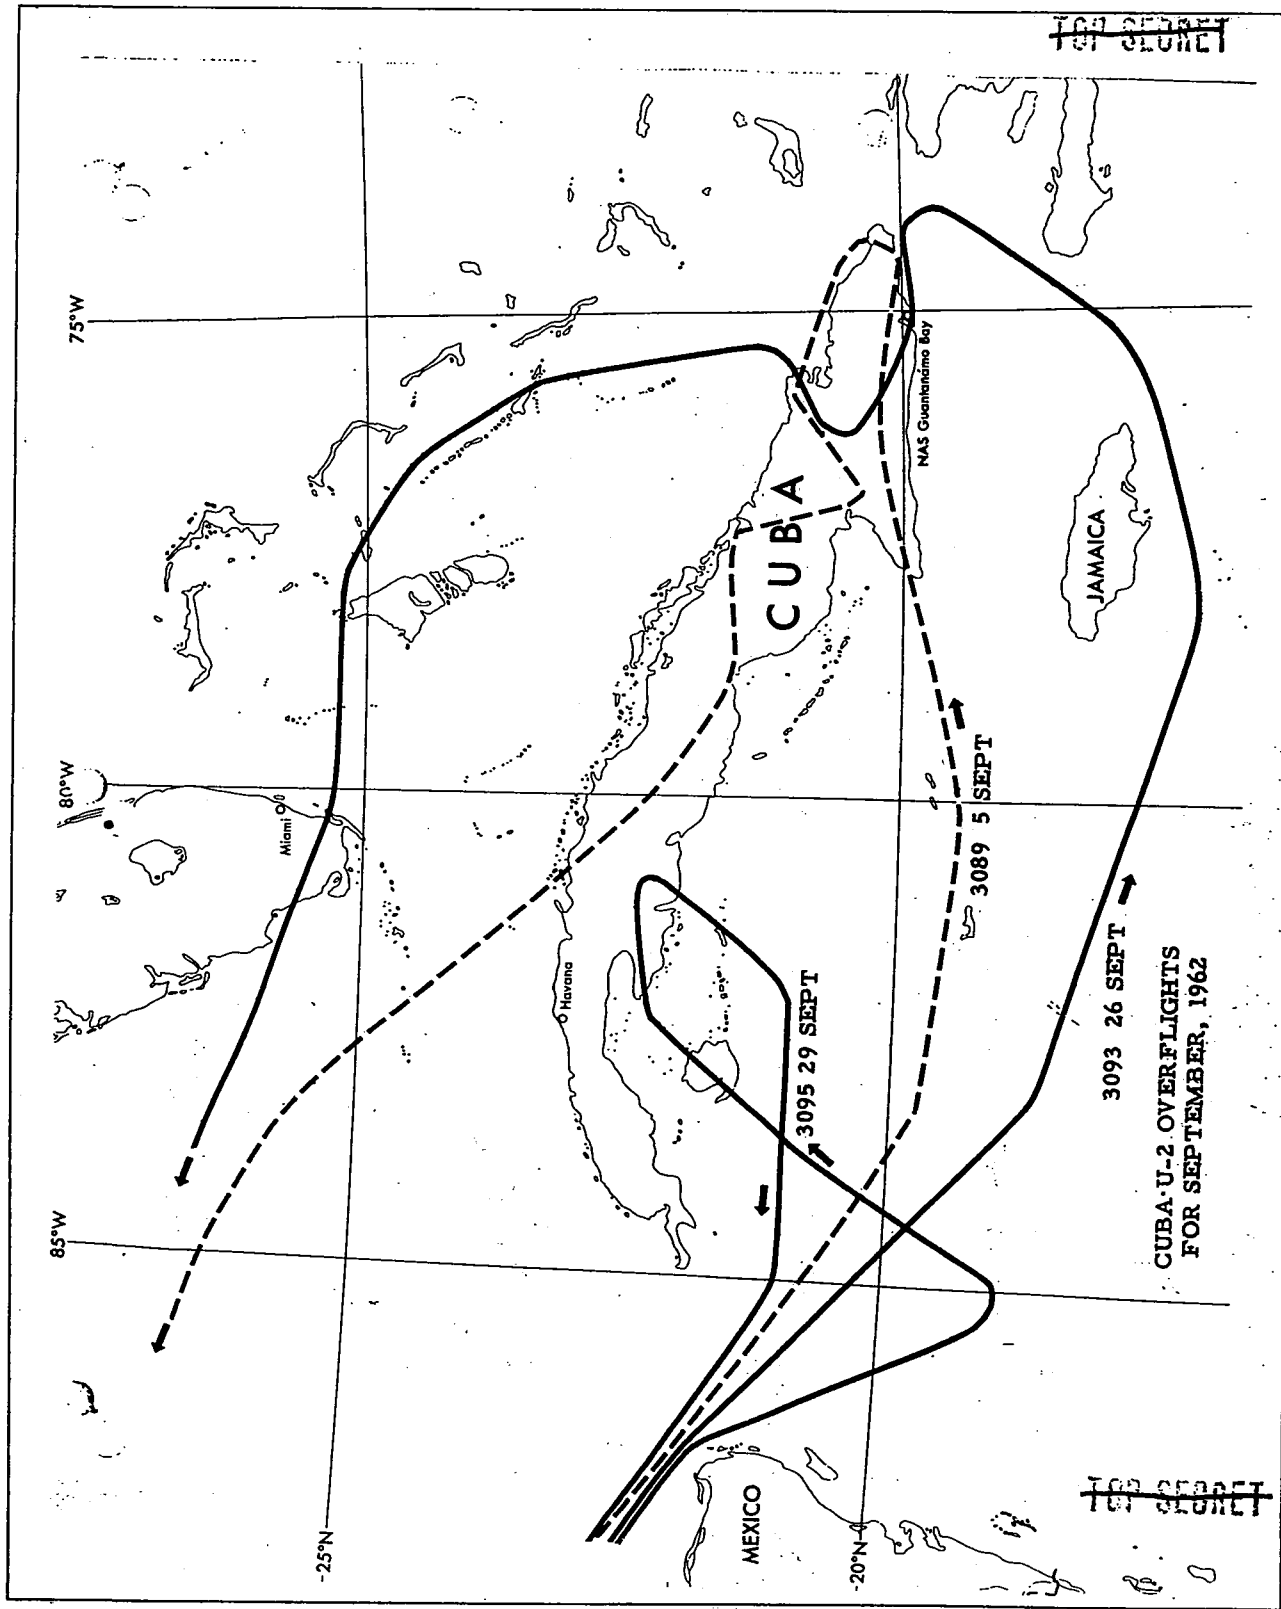 TOP SECRET
75°W
80°W
85°W
-25°N
-20°N
Miami
Havana
CUBA
NAS Guantanámo Bay
JAMAICA
MEXICO
3089 5 SEPT
3095 29 SEPT
3093 26 SEPT
CUBA U-2 OVERFLIGHTS
FOR SEPTEMBER, 1962
TOP SECRET